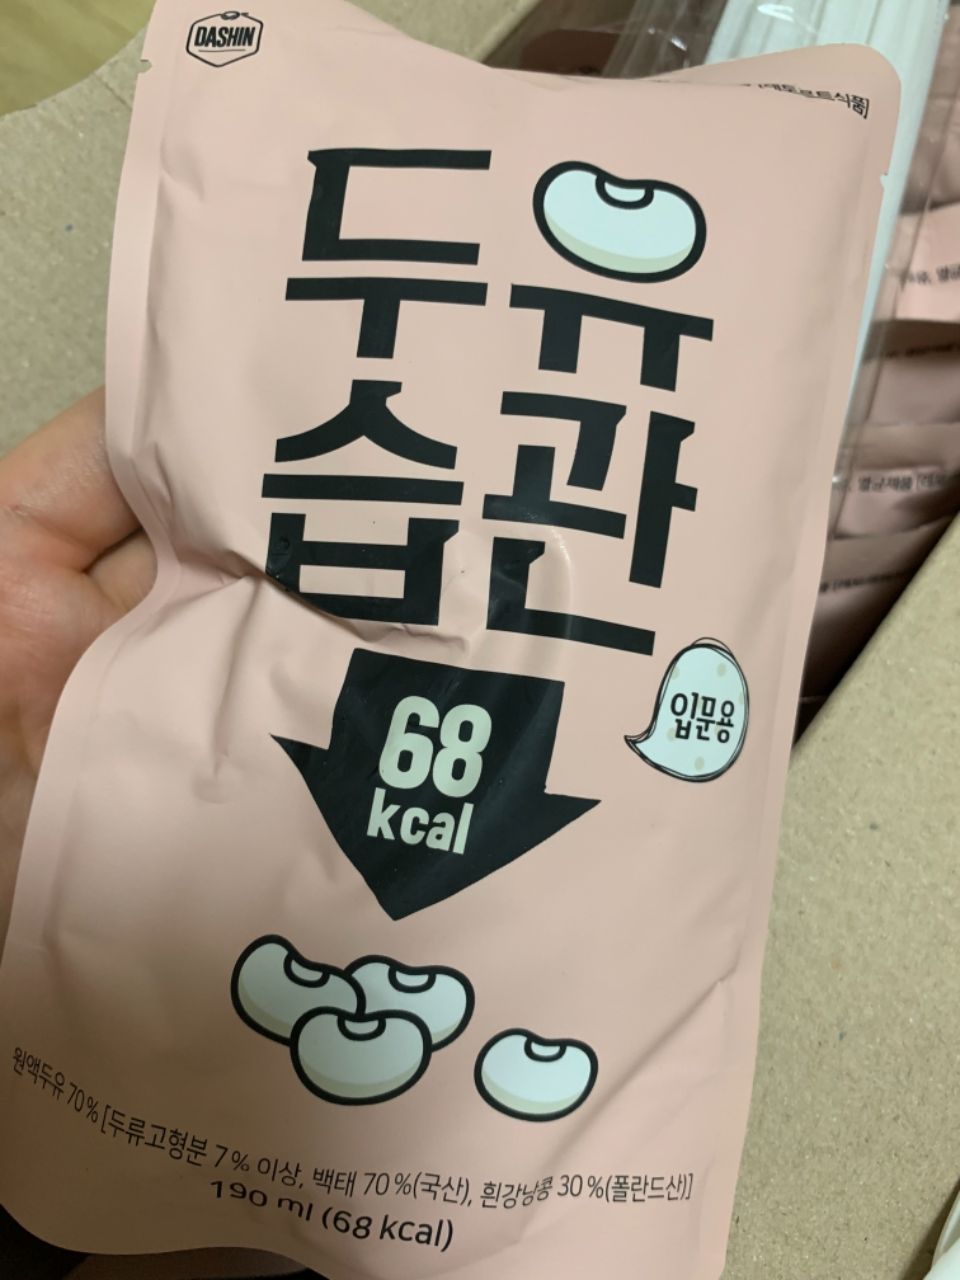 DASHIN
두유
습관
68
kcal
입문용
원액두유 70% [두류고형분 7% 이상, 백태 70%(국산), 흰강낭콩 30%(폴란드산)]
190 ml (68 kcal)